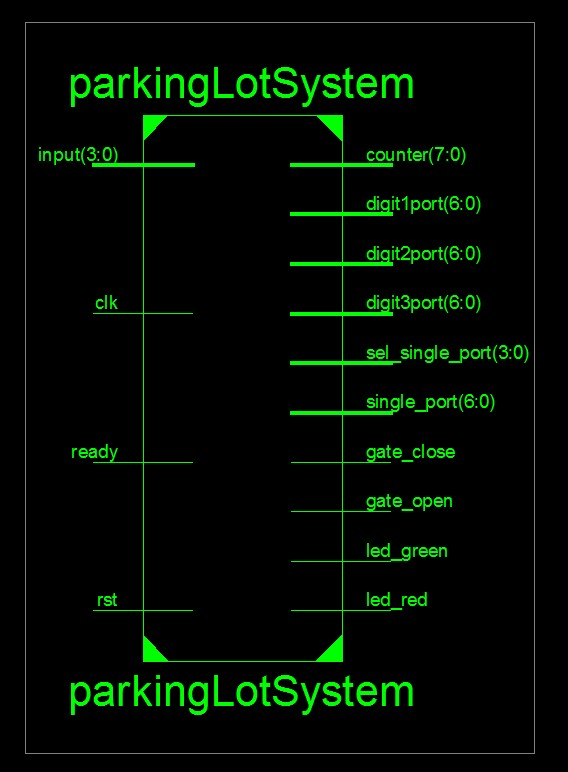 parkingLotSystem
input(3:0) counter(7:0)
digit1port(6:0)
digit2port(6:0)
clk digit3port(6:0)
sel_single_port(3:0)
single_port(6:0)
ready gate_close
gate_open
led_green
rst led_red
parkingLotSystem